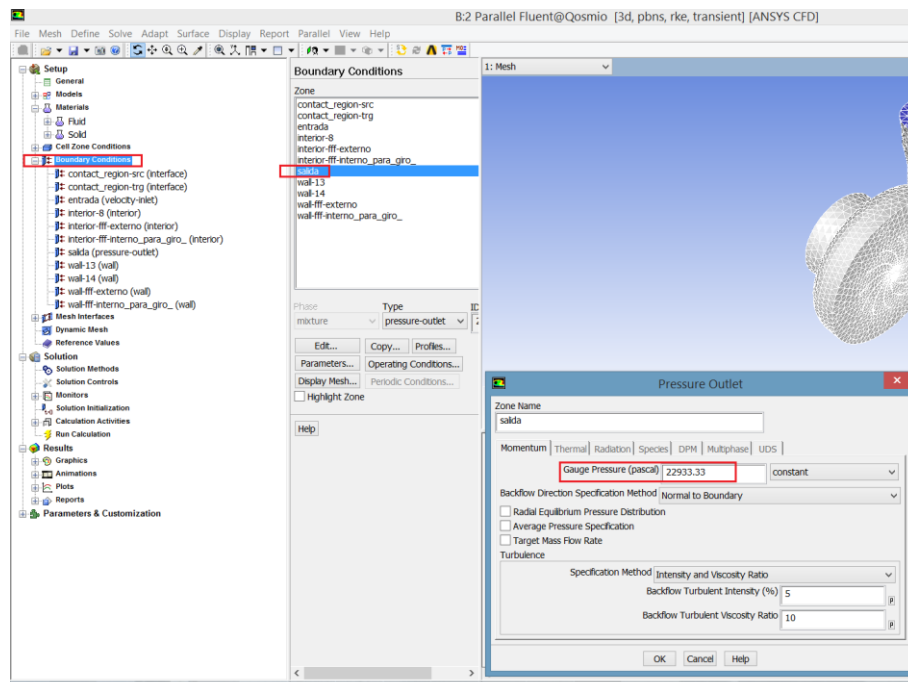 B:2 Parallel Fluent@Qosmio [3d, pbns, rke, transient] [ANSYS CFD]
File Mesh Define Solve Adapt Surface Display Report Parallel View Help
Setup
General
Models
Materials
Fluid
Solid
Cell Zone Conditions
Boundary Conditions
contact_region-src (interface)
contact_region-trg (interface)
entrada (velocity-inlet)
interior-8 (interior)
interior-fff-externo (interior)
interior-fff-interno_para_giro_ (interior)
saida (pressure-outlet)
wall-13 (wall)
wall-14 (wall)
wall-fff-externo (wall)
wall-fff-interno_para_giro_ (wall)
Mesh Interfaces
Dynamic Mesh
Reference Values
Solution
Solution Methods
Solution Controls
Monitors
Solution Initialization
Calculation Activities
Run Calculation
Results
Graphics
Animations
Plots
Reports
Parameters & Customization
Boundary Conditions
Zone
contact_region-src
contact_region-trg
entrada
interior-8
interior-fff-externo
interior-fff-interno_para_giro_
saida
wall-13
wall-14
wall-fff-externo
wall-fff-interno_para_giro_
Phase Type ID
mixture pressure-outlet
Edit... Copy... Profiles...
Parameters... Operating Conditions...
Display Mesh... Periodic Conditions...
Highlight Zone
Help
1: Mesh
Pressure Outlet
Zone Name
saida
Momentum Thermal Radiation Species DPM Multiphase UDS
Gauge Pressure (pascal) 22933.33 constant
Backflow Direction Specification Method Normal to Boundary
Radial Equilibrium Pressure Distribution
Average Pressure Specification
Target Mass Flow Rate
Turbulence
Specification Method Intensity and Viscosity Ratio
Backflow Turbulent Intensity (%) 5 P
Backflow Turbulent Viscosity Ratio 10 P
OK Cancel Help